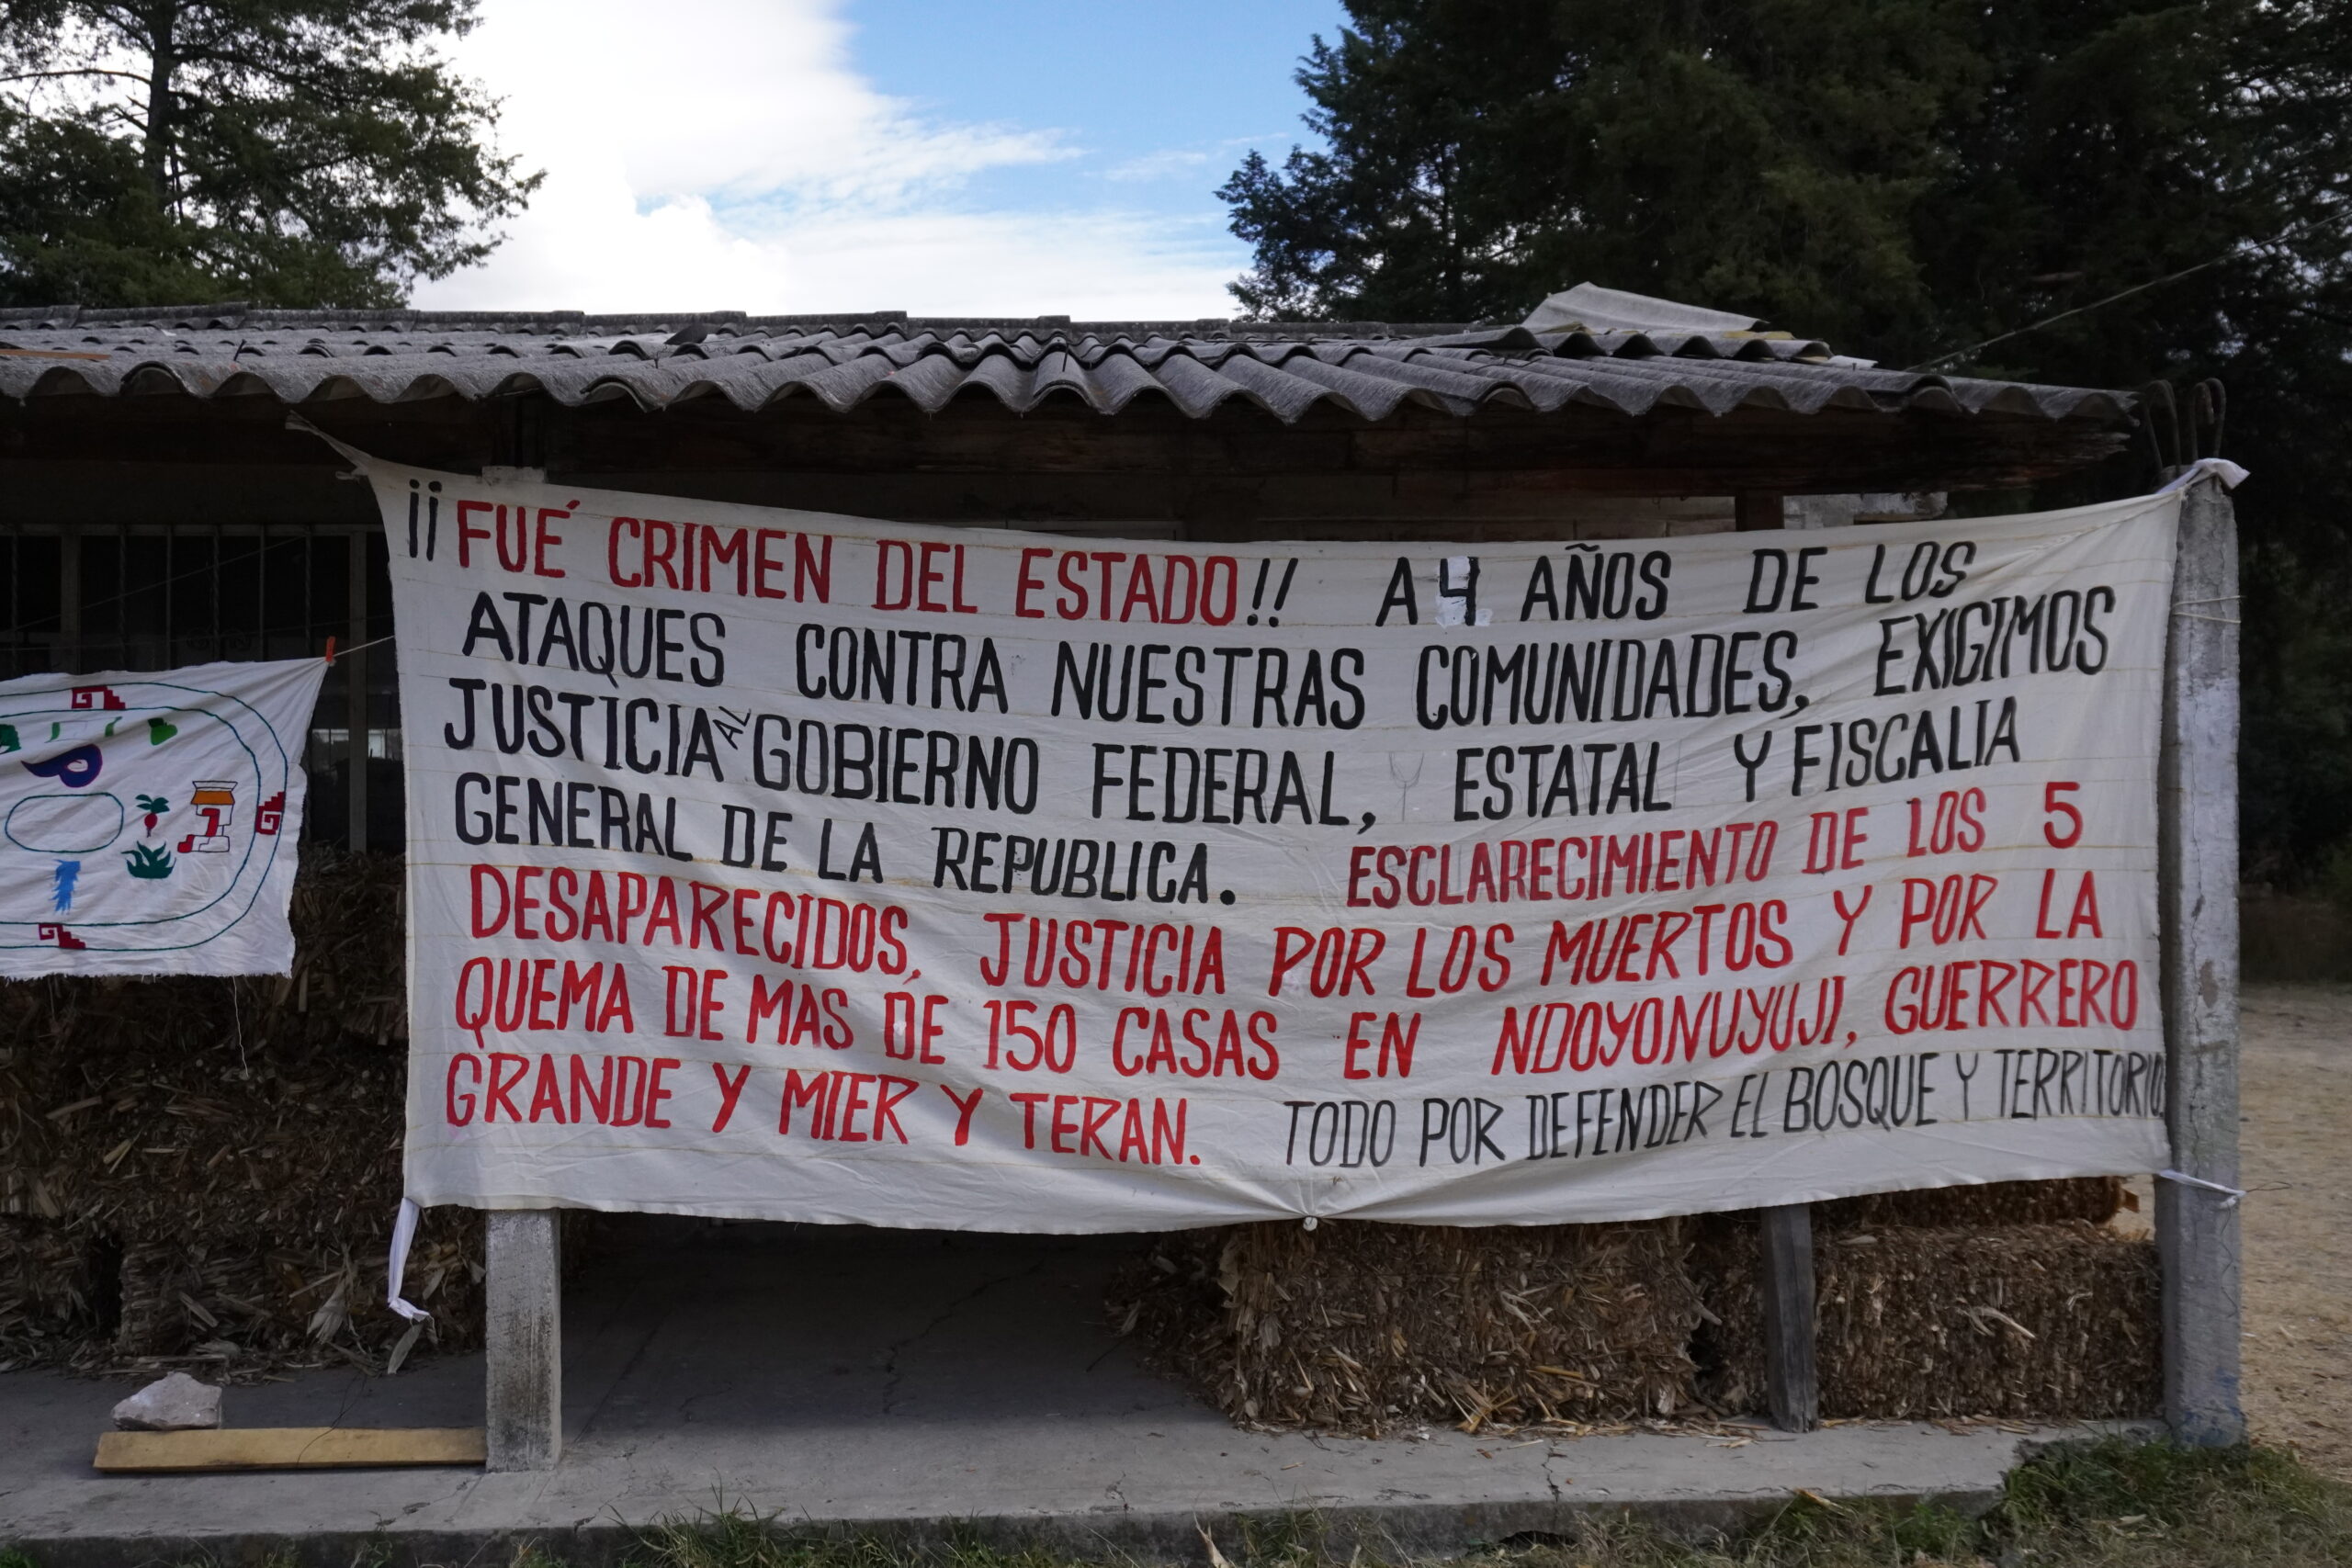 ¡¡FUÉ CRIMEN DEL ESTADO!! A 4 AÑOS DE LOS
ATAQUES CONTRA NUESTRAS COMUNIDADES, EXIGIMOS
JUSTICIA AL GOBIERNO FEDERAL, ESTATAL Y FISCALIA
GENERAL DE LA REPUBLICA. ESCLARECIMIENTO DE LOS 5
DESAPARECIDOS, JUSTICIA POR LOS MUERTOS Y POR LA
QUEMA DE MAS DE 150 CASAS EN NDOYONUYUJI, GUERRERO
GRANDE Y MIER Y TERAN. TODO POR DEFENDER EL BOSQUE Y TERRITORIO.